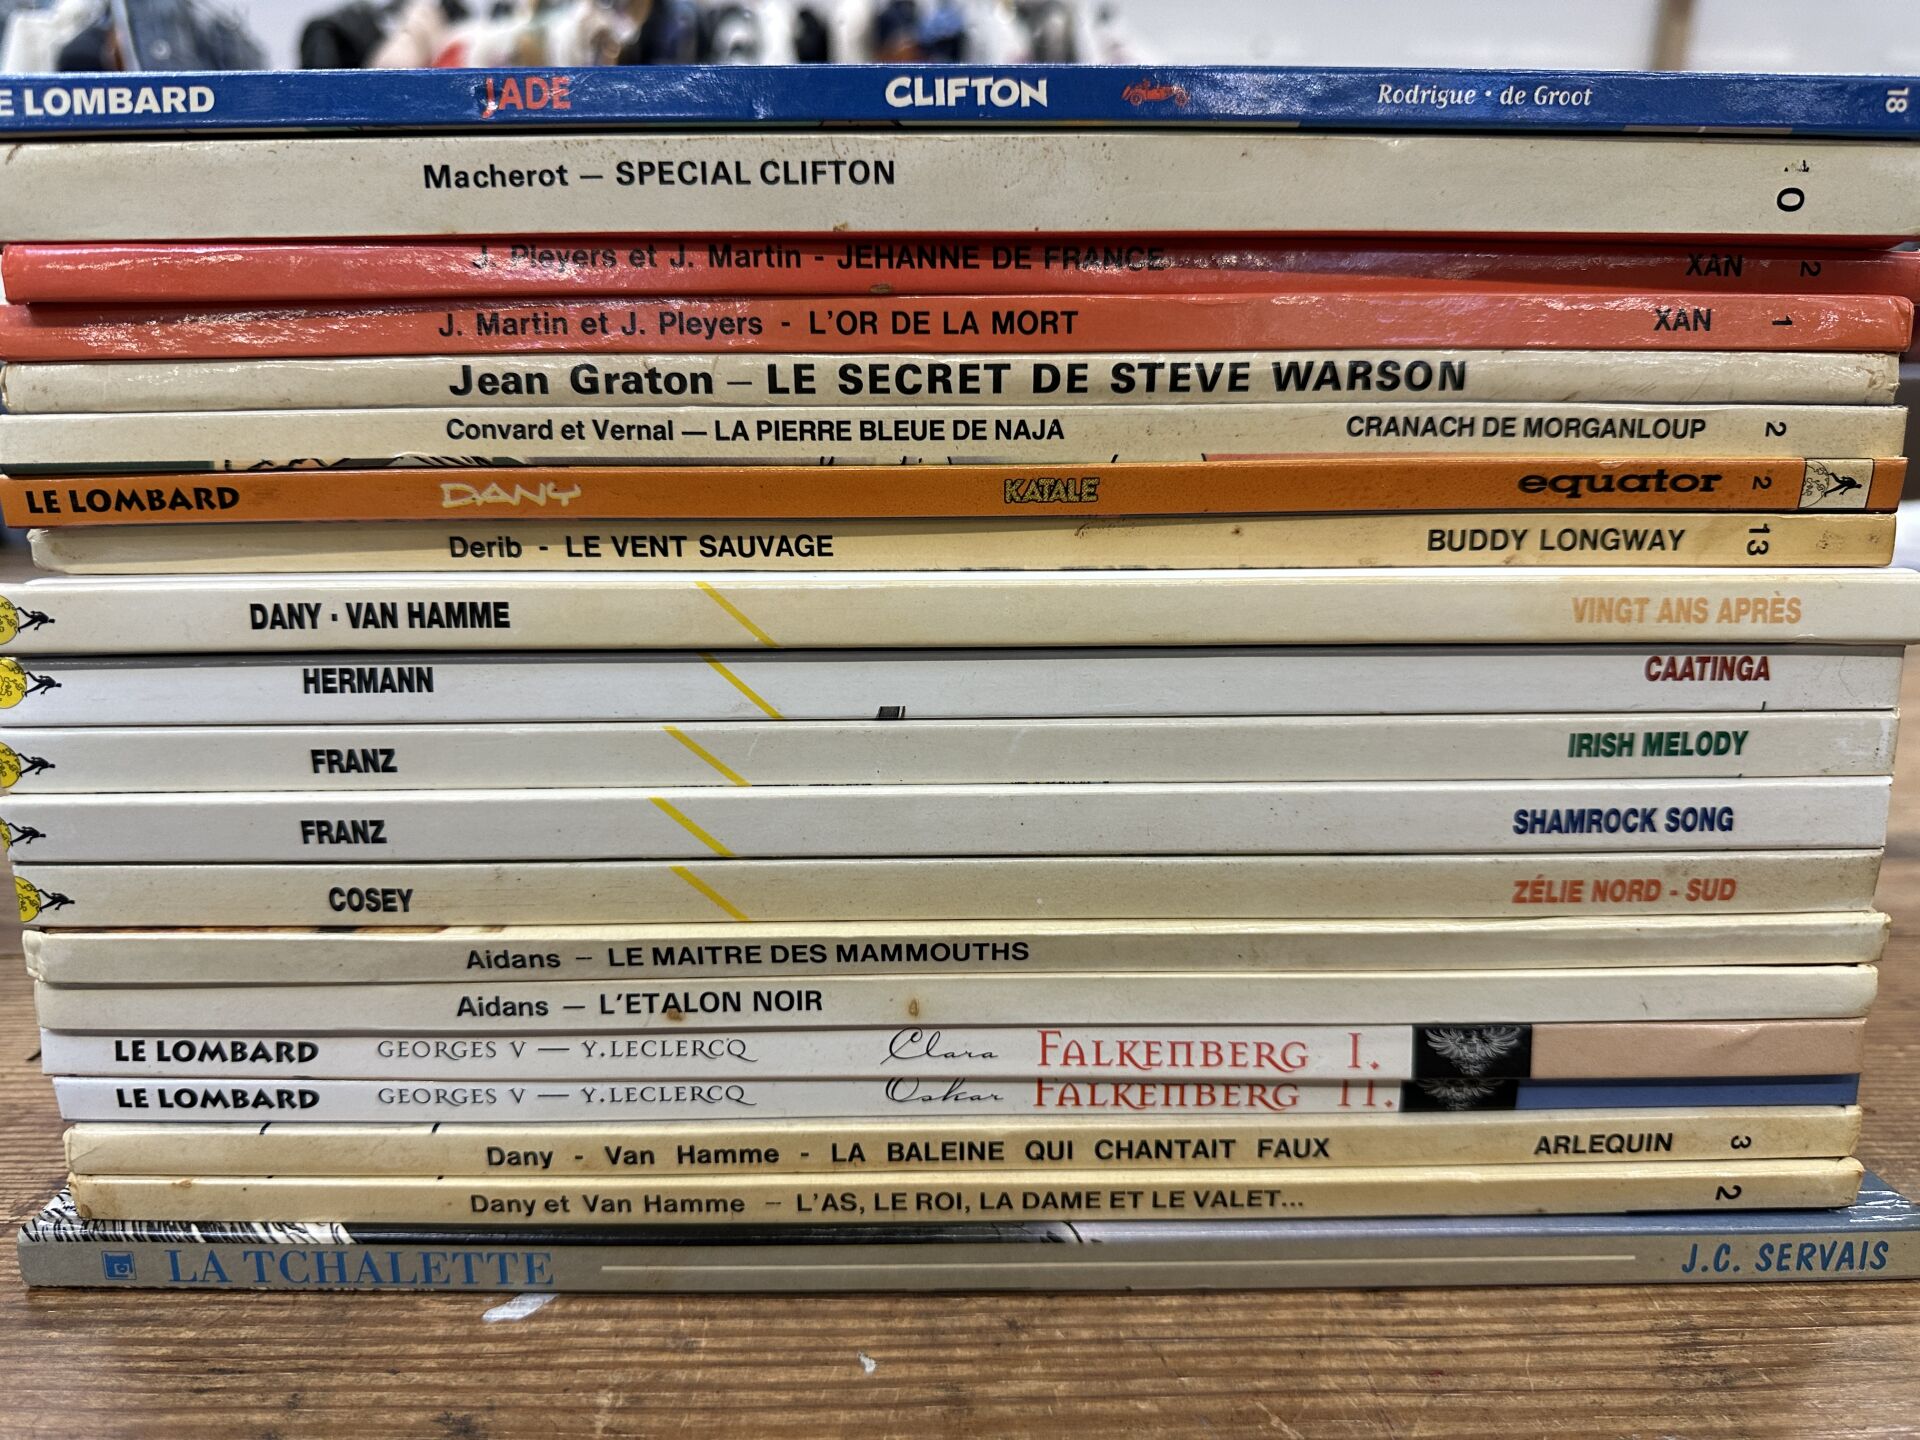 LE LOMBARD JADE CLIFTON Rodrigue · de Groot 18
Macherot — SPECIAL CLIFTON 0
J. Pleyers et J. Martin - JEHANNE DE FRANCE XAN 2
J. Martin et J. Pleyers - L'OR DE LA MORT XAN 1
Jean Graton — LE SECRET DE STEVE WARSON
Convard et Vernal — LA PIERRE BLEUE DE NAJA CRANACH DE MORGANLOUP 2
LE LOMBARD DANY KATALE equator 2
Derib - LE VENT SAUVAGE BUDDY LONGWAY 13
DANY · VAN HAMME VINGT ANS APRÈS
HERMANN CAATINGA
FRANZ IRISH MELODY
FRANZ SHAMROCK SONG
COSEY ZÉLIE NORD - SUD
Aidans — LE MAITRE DES MAMMOUTHS
Aidans — L'ETALON NOIR
LE LOMBARD GEORGES V — Y. LECLERCQ Clara FALKENBERG I.
LE LOMBARD GEORGES V — Y. LECLERCQ Oskar FALKENBERG II.
Dany - Van Hamme - LA BALEINE QUI CHANTAIT FAUX ARLEQUIN 3
Dany et Van Hamme — L'AS, LE ROI, LA DAME ET LE VALET... 2
LA TCHALETTE J.C. SERVAIS